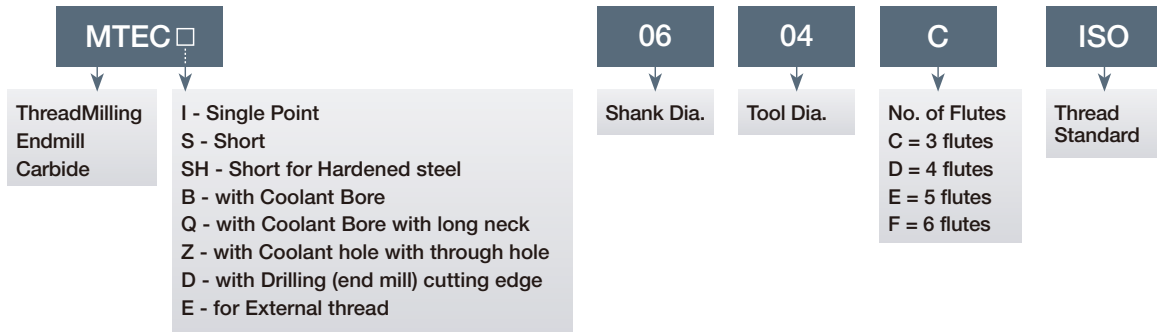 MTEC□
06
04
C
ISO
ThreadMilling
Endmill
Carbide
I - Single Point
S - Short
SH - Short for Hardened steel
B - with Coolant Bore
Q - with Coolant Bore with long neck
Z - with Coolant hole with through hole
D - with Drilling (end mill) cutting edge
E - for External thread
Shank Dia.
Tool Dia.
No. of Flutes
C = 3 flutes
D = 4 flutes
E = 5 flutes
F = 6 flutes
Thread
Standard